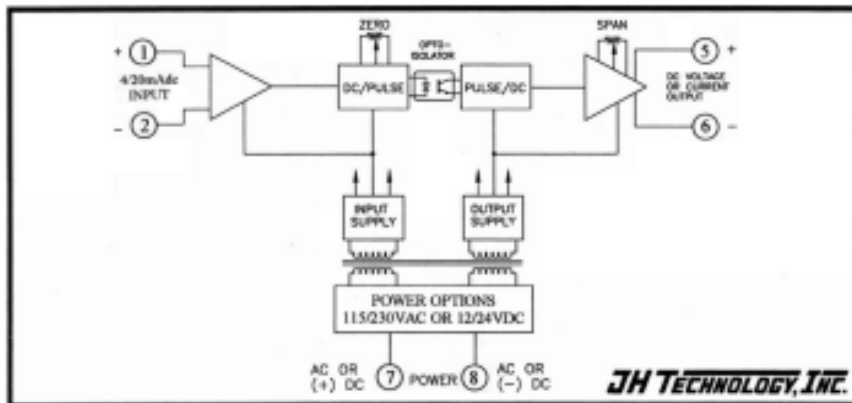 ZERO
SPAN
OPTO-
ISOLATOR
+ 1
4/20mAdc
INPUT
− 2
DC/PULSE
PULSE/DC
5 +
DC VOLTAGE
OR CURRENT
OUTPUT
6 −
INPUT
SUPPLY
OUTPUT
SUPPLY
POWER OPTIONS
115/230VAC OR 12/24VDC
AC OR
(+) DC
7 POWER 8
AC OR
(−) DC
JH TECHNOLOGY, INC.